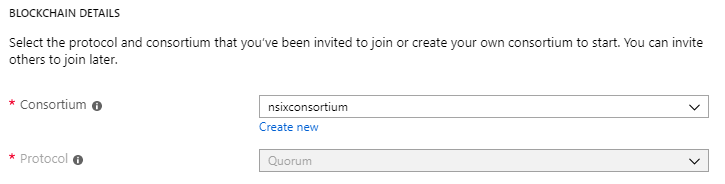 BLOCKCHAIN DETAILS
Select the protocol and consortium that you've been invited to join or create your own consortium to start. You can invite
others to join later.
* Consortium
nsixconsortium
Create new
* Protocol
Quorum